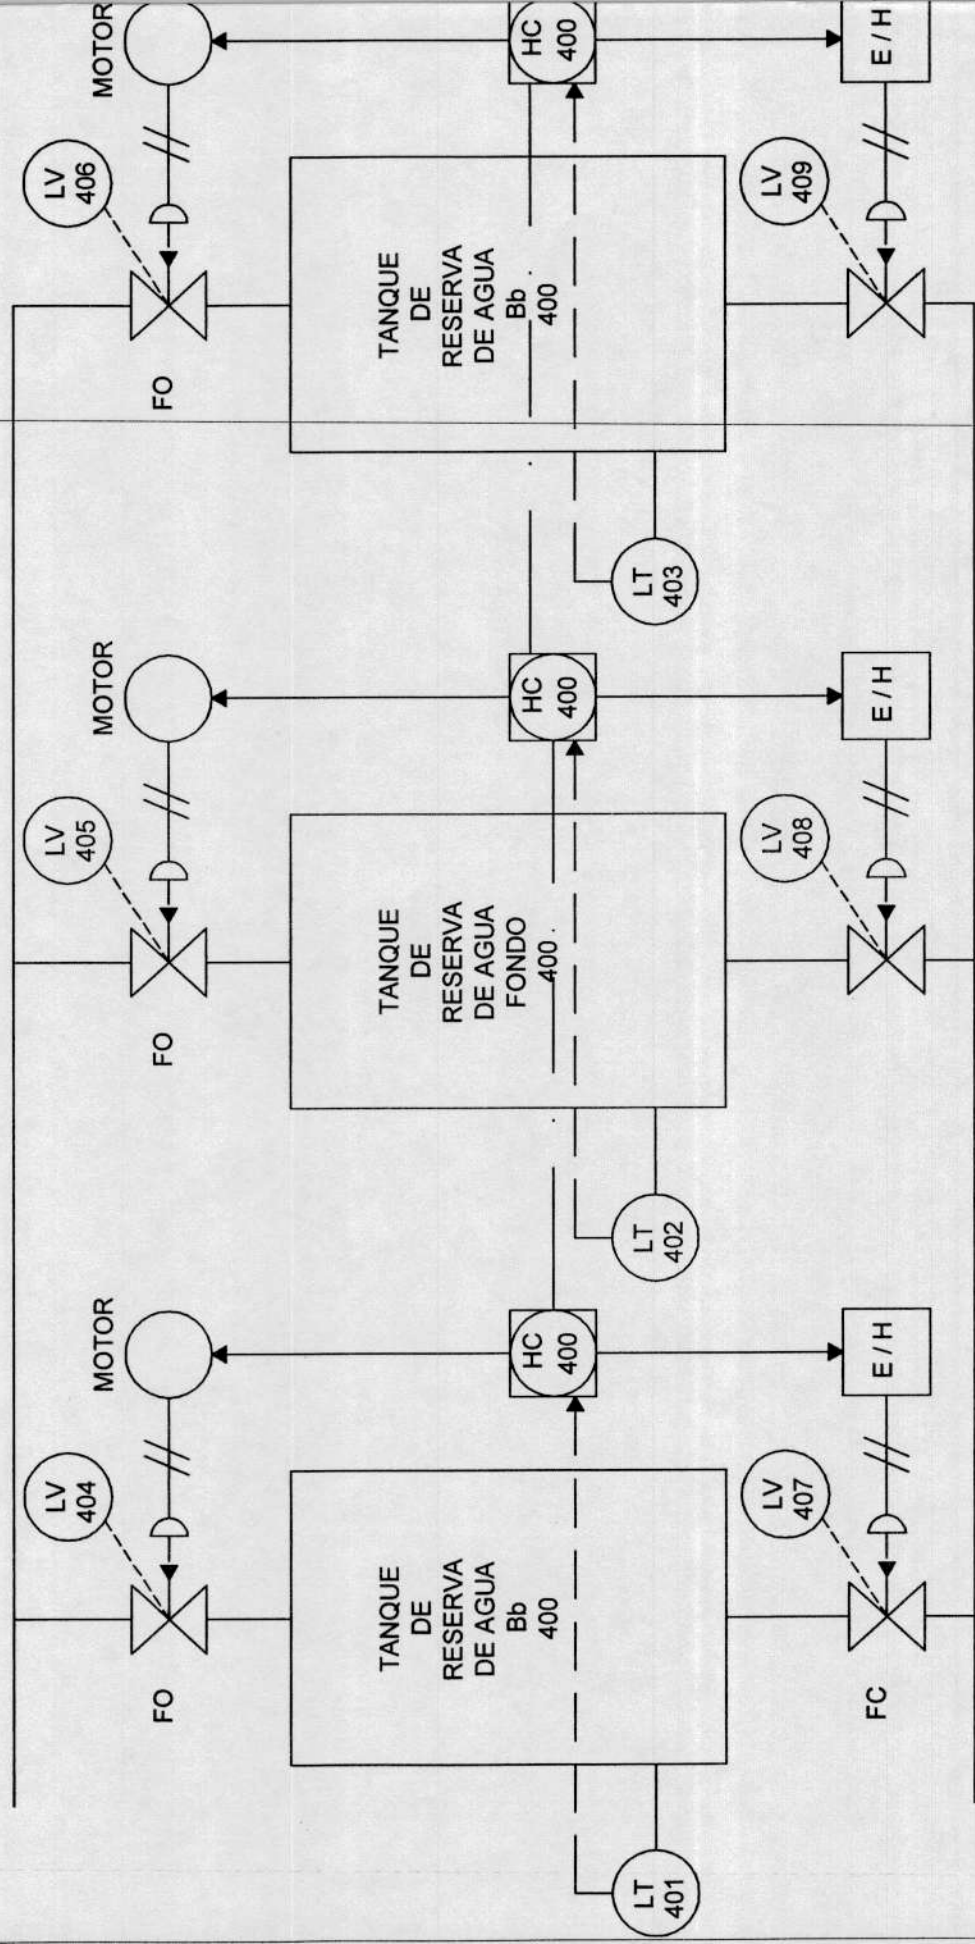 LV
404
MOTOR
FO
TANQUE
DE
RESERVA
DE AGUA
Bb
400
HC
400
LT
401
LV
407
E / H
FC
LV
405
MOTOR
FO
TANQUE
DE
RESERVA
DE AGUA
FONDO
400
HC
400
LT
402
LV
408
E / H
LV
406
MOTOR
FO
TANQUE
DE
RESERVA
DE AGUA
Bb
400
HC
400
LT
403
LV
409
E / H